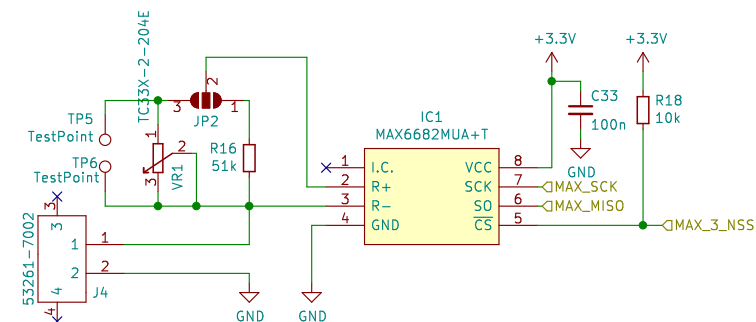 TC33X-2-204E
+3.3V
+3.3V
2
3
1
JP2
TP5
TestPoint
TP6
TestPoint
1
2
3
VR1
R16
51k
IC1
MAX6682MUA+T
1
I.C.
2
R+
3
R-
4
GND
VCC
8
SCK
7
SO
6
CS
5
MAX_SCK
MAX_MISO
MAX_3_NSS
C33
100n
GND
R18
10k
53261-7002
3
3
1
1
2
2
4
4
J4
GND
GND